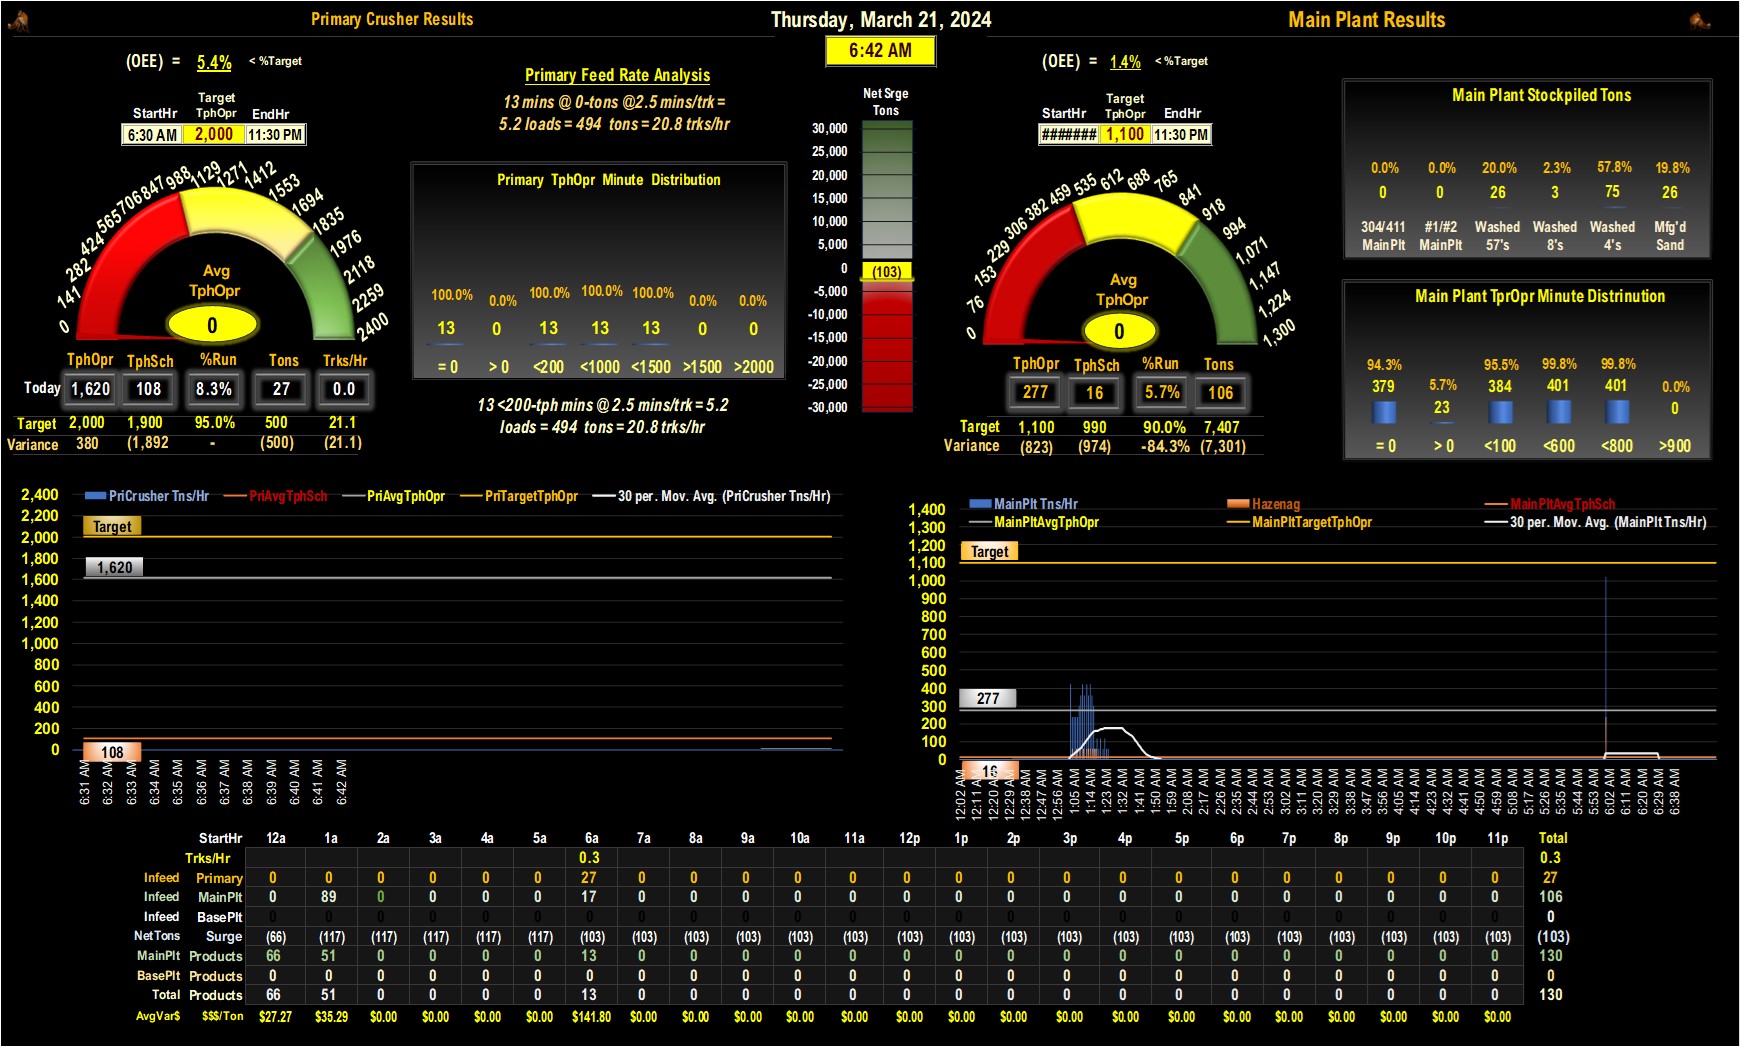 Primary Crusher Results
Thursday, March 21, 2024
Main Plant Results
6:42 AM
(OEE) = 5.4% < %Target
StartHr Target TphOpr EndHr
6:30 AM 2,000 11:30 PM
0 141 282 424 565 706 847 988 1129 1271 1412 1553 1694 1835 1976 2118 2259 2400
Avg
TphOpr
0
TphOpr TphSch %Run Tons Trks/Hr
Today 1,620 108 8.3% 27 0.0
Target 2,000 1,900 95.0% 500 21.1
Variance 380 (1,892 - (500) (21.1)
Primary Feed Rate Analysis
13 mins @ 0-tons @2.5 mins/trk =
5.2 loads = 494 tons = 20.8 trks/hr
Primary TphOpr Minute Distribution
100.0% 0.0% 100.0% 100.0% 100.0% 0.0% 0.0%
13 0 13 13 13 0 0
= 0 > 0 <200 <1000 <1500 >1500 >2000
13 <200-tph mins @ 2.5 mins/trk = 5.2
loads = 494 tons = 20.8 trks/hr
Net Srge
Tons
30,000
25,000
20,000
15,000
10,000
5,000
0
(103)
-5,000
-10,000
-15,000
-20,000
-25,000
-30,000
(OEE) = 1.4% < %Target
StartHr Target TphOpr EndHr
####### 1,100 11:30 PM
0 76 153 229 306 382 459 535 612 688 765 841 918 994 1,071 1,147 1,224 1,300
Avg
TphOpr
0
TphOpr TphSch %Run Tons
277 16 5.7% 106
Target 1,100 990 90.0% 7,407
Variance (823) (974) -84.3% (7,301)
Main Plant Stockpiled Tons
0.0% 0.0% 20.0% 2.3% 57.8% 19.8%
0 0 26 3 75 26
304/411 #1/#2 Washed Washed Washed Mfg'd
MainPlt MainPlt 57's 8's 4's Sand
Main Plant TprOpr Minute Distrinution
94.3% 5.7% 95.5% 99.8% 99.8% 0.0%
379 23 384 401 401 0
= 0 > 0 <100 <600 <800 >900
PriCrusher Tns/Hr PriAvgTphSch PriAvgTphOpr PriTargetTphOpr 30 per. Mov. Avg. (PriCrusher Tns/Hr)
2,400
2,200
2,000
1,800
1,600
1,400
1,200
1,000
800
600
400
200
0
Target
1,620
108
6:31 AM 6:32 AM 6:33 AM 6:34 AM 6:35 AM 6:36 AM 6:37 AM 6:38 AM 6:39 AM 6:40 AM 6:41 AM 6:42 AM
MainPlt Tns/Hr Hazenag MainPltAvgTphSch
MainPltAvgTphOpr MainPltTargetTphOpr 30 per. Mov. Avg. (MainPlt Tns/Hr)
1,400
1,300
1,200
1,100
1,000
900
800
700
600
500
400
300
200
100
0
Target
277
16
12:02 AM 12:11 AM 12:20 AM 12:29 AM 12:38 AM 12:47 AM 12:56 AM 1:05 AM 1:14 AM 1:23 AM 1:32 AM 1:41 AM 1:50 AM 1:59 AM 2:08 AM 2:17 AM 2:26 AM 2:35 AM 2:44 AM 2:53 AM 3:02 AM 3:11 AM 3:20 AM 3:29 AM 3:38 AM 3:47 AM 3:56 AM 4:05 AM 4:14 AM 4:23 AM 4:32 AM 4:41 AM 4:50 AM 4:59 AM 5:08 AM 5:17 AM 5:26 AM 5:35 AM 5:44 AM 5:53 AM 6:02 AM 6:11 AM 6:20 AM 6:29 AM 6:38 AM
StartHr 12a 1a 2a 3a 4a 5a 6a 7a 8a 9a 10a 11a 12p 1p 2p 3p 4p 5p 6p 7p 8p 9p 10p 11p Total
Trks/Hr 0.3 0.3
Infeed Primary 0 0 0 0 0 0 27 0 0 0 0 0 0 0 0 0 0 0 0 0 0 0 0 0 27
Infeed MainPlt 0 89 0 0 0 0 17 0 0 0 0 0 0 0 0 0 0 0 0 0 0 0 0 0 106
Infeed BasePlt 0 0 0 0 0 0 0 0 0 0 0 0 0 0 0 0 0 0 0 0 0 0 0 0 0
NetTons Surge (66) (117) (117) (117) (117) (117) (103) (103) (103) (103) (103) (103) (103) (103) (103) (103) (103) (103) (103) (103) (103) (103) (103) (103) (103)
MainPlt Products 66 51 0 0 0 0 13 0 0 0 0 0 0 0 0 0 0 0 0 0 0 0 0 0 130
BasePlt Products 0 0 0 0 0 0 0 0 0 0 0 0 0 0 0 0 0 0 0 0 0 0 0 0 0
Total Products 66 51 0 0 0 0 13 0 0 0 0 0 0 0 0 0 0 0 0 0 0 0 0 0 130
AvgVar$ $$$/Ton $27.27 $35.29 $0.00 $0.00 $0.00 $0.00 $141.80 $0.00 $0.00 $0.00 $0.00 $0.00 $0.00 $0.00 $0.00 $0.00 $0.00 $0.00 $0.00 $0.00 $0.00 $0.00 $0.00 $0.00